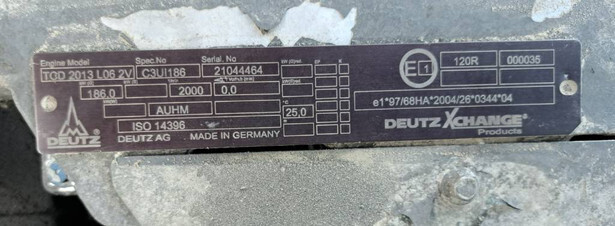 Engine Model Spec.No Serial. No
TCD 2013 L06 2V C3UI186 21044464
186.0 2000 0.0
AUHM °C 25,0
ISO 14396
DEUTZ DEUTZ AG MADE IN GERMANY
E1 120R 000035
e1*97/68HA*2004/26*0344*04
DEUTZ XCHANGE
Products